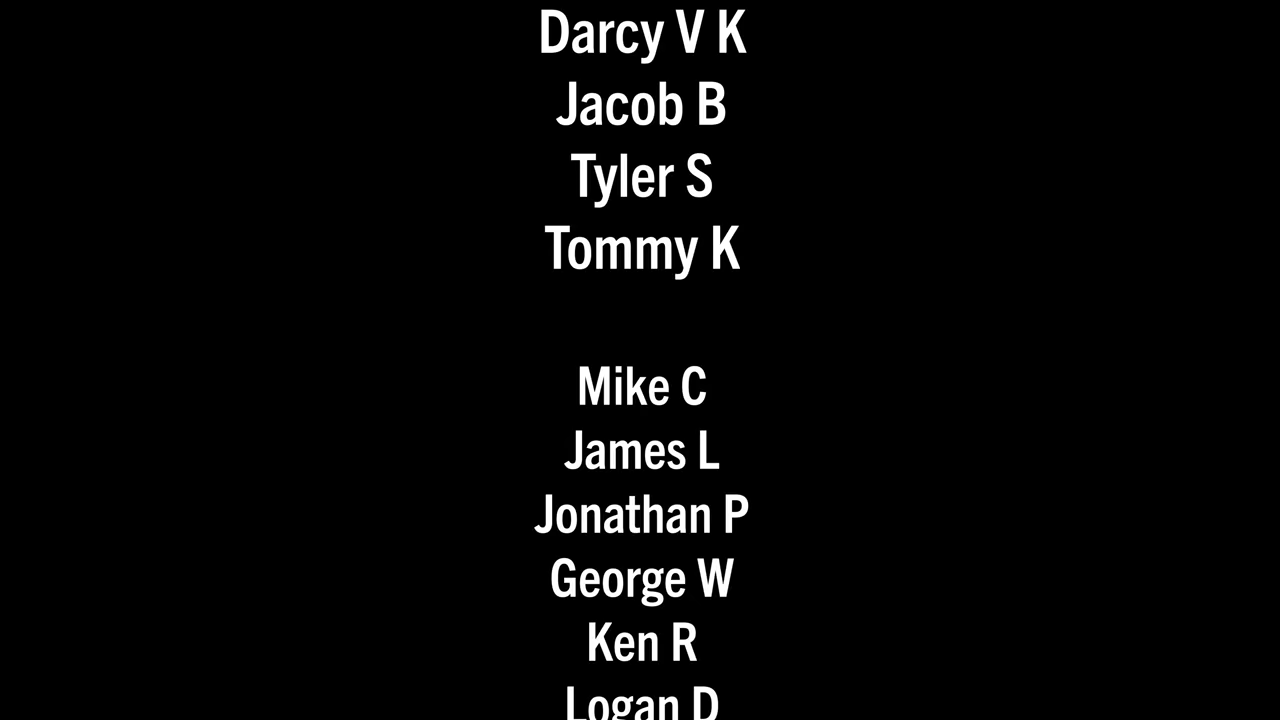 Darcy V K
Jacob B
Tyler S
Tommy K
Mike C
James L
Jonathan P
George W
Ken R
Logan D